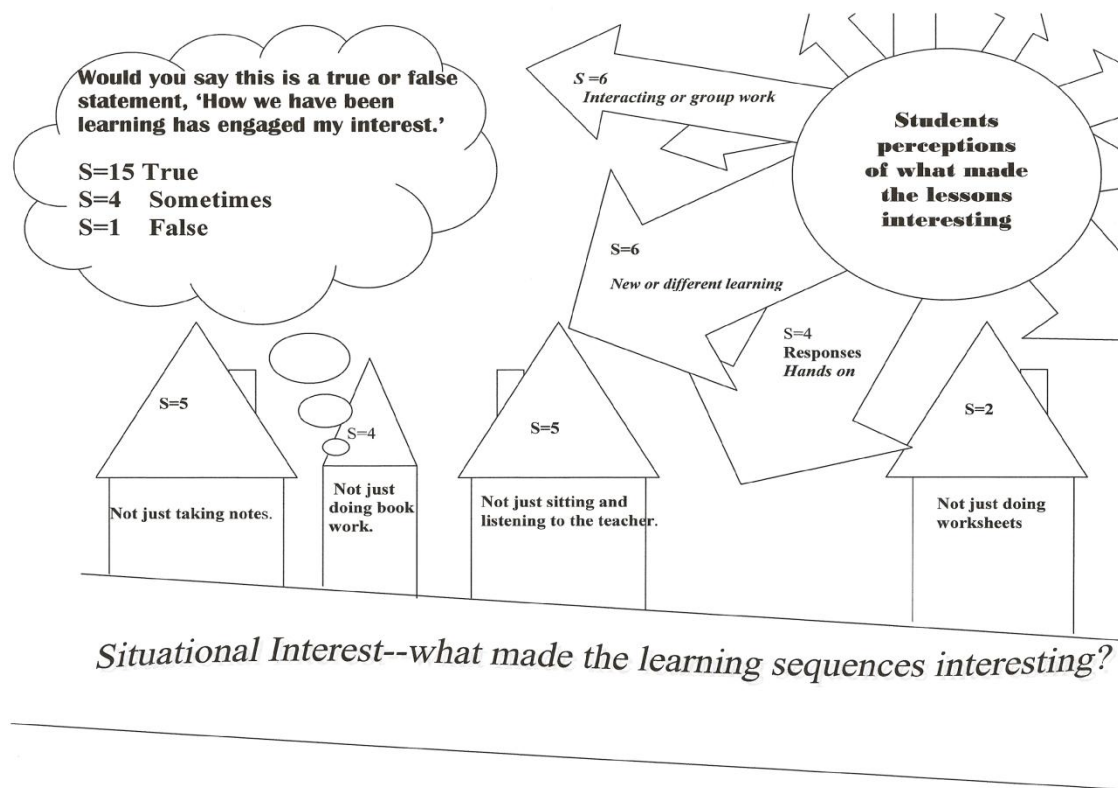 Would you say this is a true or false
statement, ‘How we have been
learning has engaged my interest.’
S=15 True
S=4 Sometimes
S=1 False
S =6
Interacting or group work
Students
perceptions
of what made
the lessons
interesting
S=6
New or different learning
S=4
Responses
Hands on
S=5
Not just taking notes.
S=4
Not just
doing book
work.
S=5
Not just sitting and
listening to the teacher.
S=2
Not just doing
worksheets
Situational Interest--what made the learning sequences interesting?